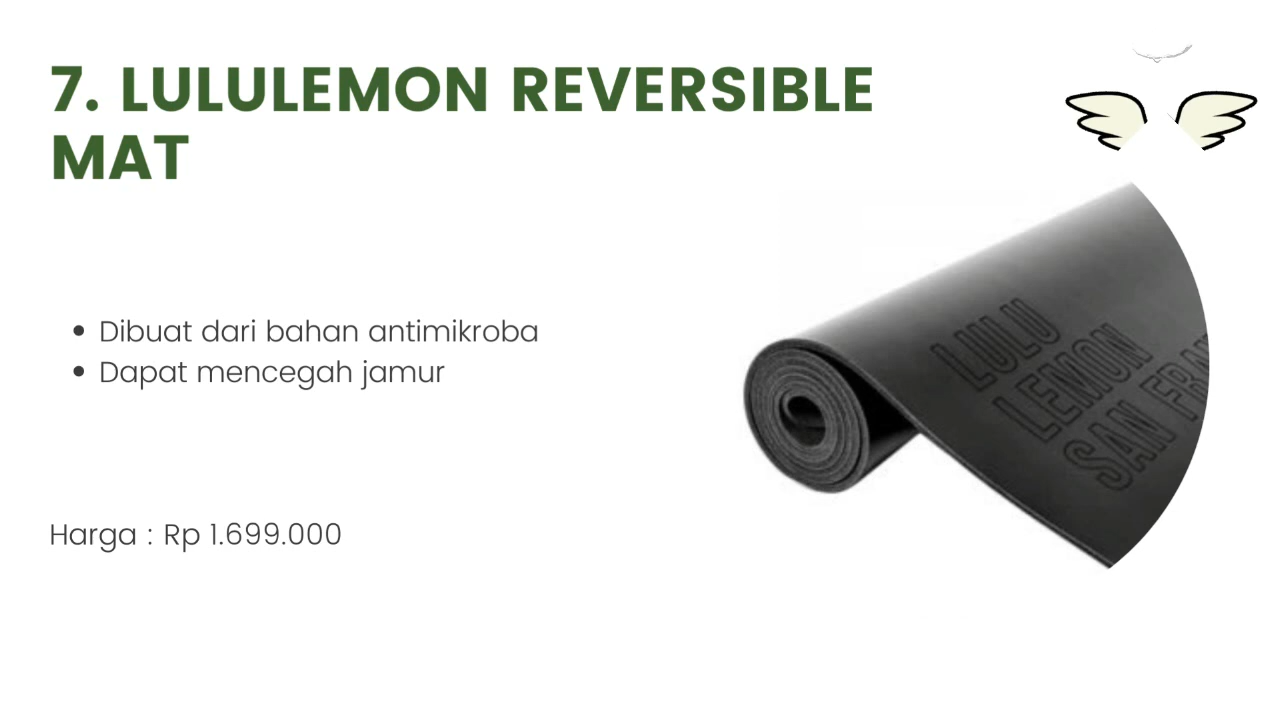 7. LULULEMON REVERSIBLE
MAT
• Dibuat dari bahan antimikroba
• Dapat mencegah jamur
LULU
LEMON
SAN FRAN
Harga : Rp 1.699.000